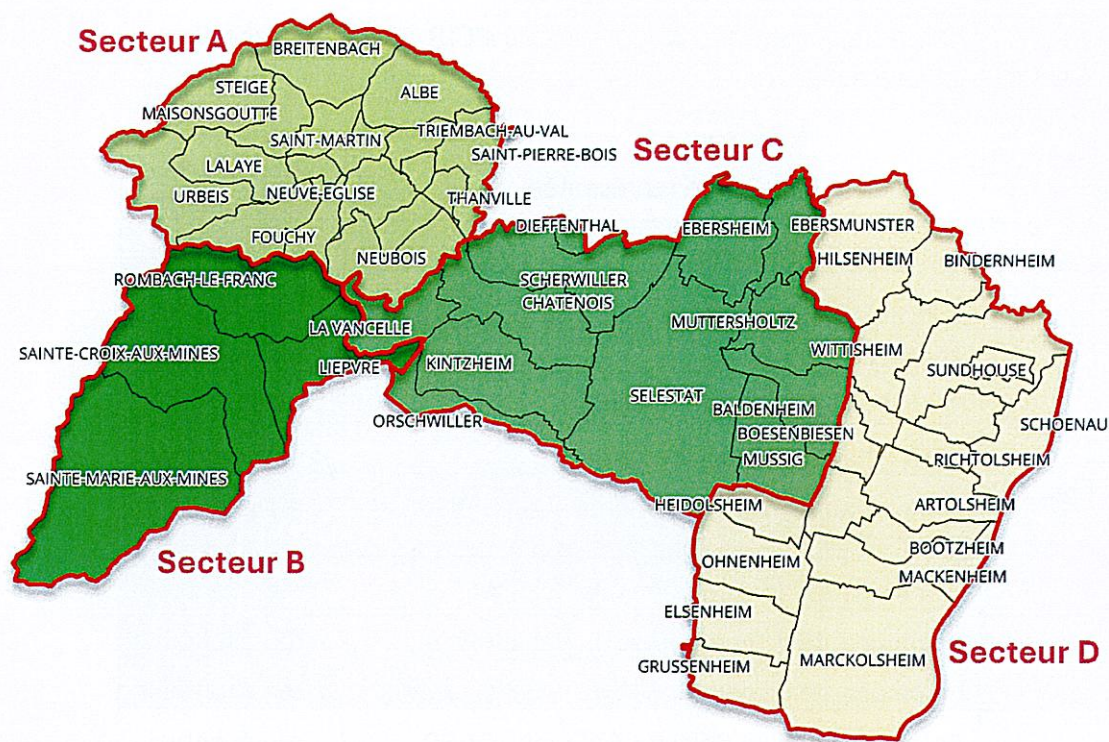 Secteur A
BREITENBACH
STEIGE
ALBE
MAISONSGOUTTE
SAINT-MARTIN
TRIEMBACH-AU-VAL
SAINT-PIERRE-BOIS
LALAYE
URBEIS
NEUVE-EGLISE
THANVILLE
FOUCHY
NEUBOIS
Secteur B
ROMBACH-LE-FRANC
SAINTE-CROIX-AUX-MINES
LIEPVRE
SAINTE-MARIE-AUX-MINES
Secteur C
DIEFFENTHAL
EBERSHEIM
SCHERWILLER
CHATENOIS
LA VANCELLE
MUTTERSHOLTZ
KINTZHEIM
SELESTAT
ORSCHWILLER
BALDENHEIM
BOESENBIESEN
MUSSIG
EBERSMUNSTER
HILSENHEIM
BINDERNHEIM
WITTISHEIM
SUNDHOUSE
SCHOENAU
RICHTOLSHEIM
HEIDOLSHEIM
ARTOLSHEIM
OHNENHEIM
BOOTZHEIM
MACKENHEIM
ELSENHEIM
GRUSSENHEIM
MARCKOLSHEIM
Secteur D